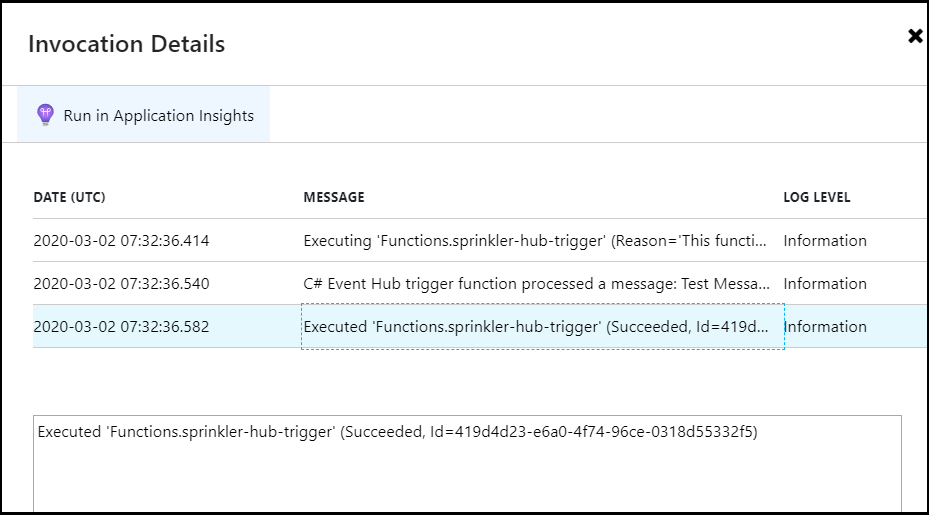 Invocation Details
Run in Application Insights
DATE (UTC) MESSAGE LOG LEVEL
2020-03-02 07:32:36.414 Executing 'Functions.sprinkler-hub-trigger' (Reason='This functi... Information
2020-03-02 07:32:36.540 C# Event Hub trigger function processed a message: Test Messa... Information
2020-03-02 07:32:36.582 Executed 'Functions.sprinkler-hub-trigger' (Succeeded, Id=419d... Information
Executed 'Functions.sprinkler-hub-trigger' (Succeeded, Id=419d4d23-e6a0-4f74-96ce-0318d55332f5)